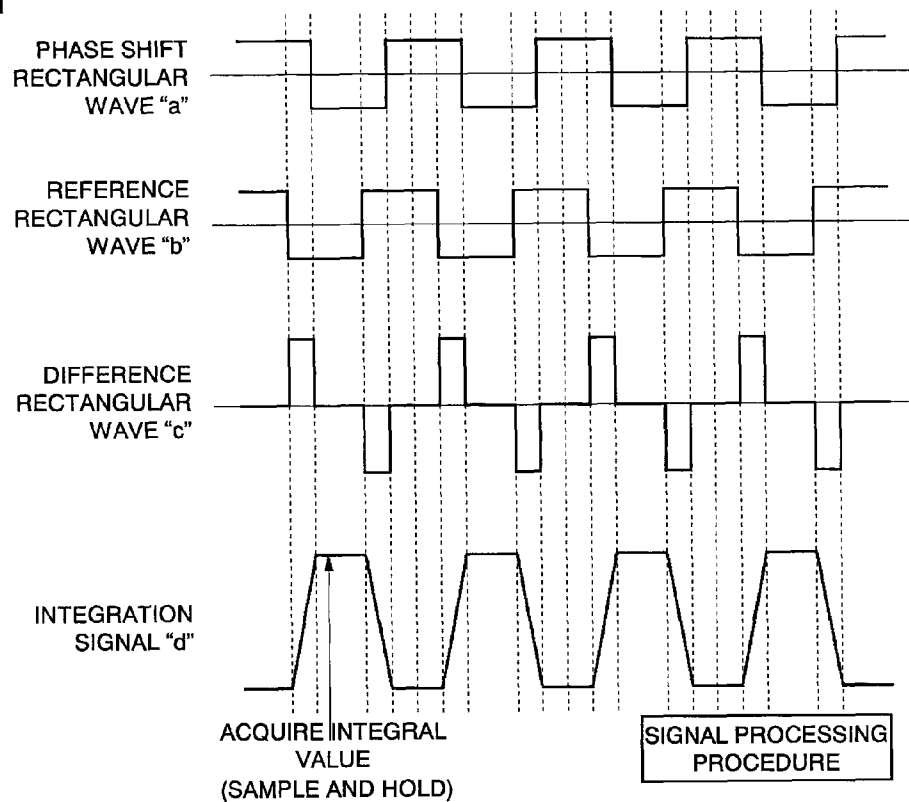 PHASE SHIFT
RECTANGULAR
WAVE "a"
REFERENCE
RECTANGULAR
WAVE "b"
DIFFERENCE
RECTANGULAR
WAVE "c"
INTEGRATION
SIGNAL "d"
ACQUIRE INTEGRAL
VALUE
(SAMPLE AND HOLD)
SIGNAL PROCESSING
PROCEDURE